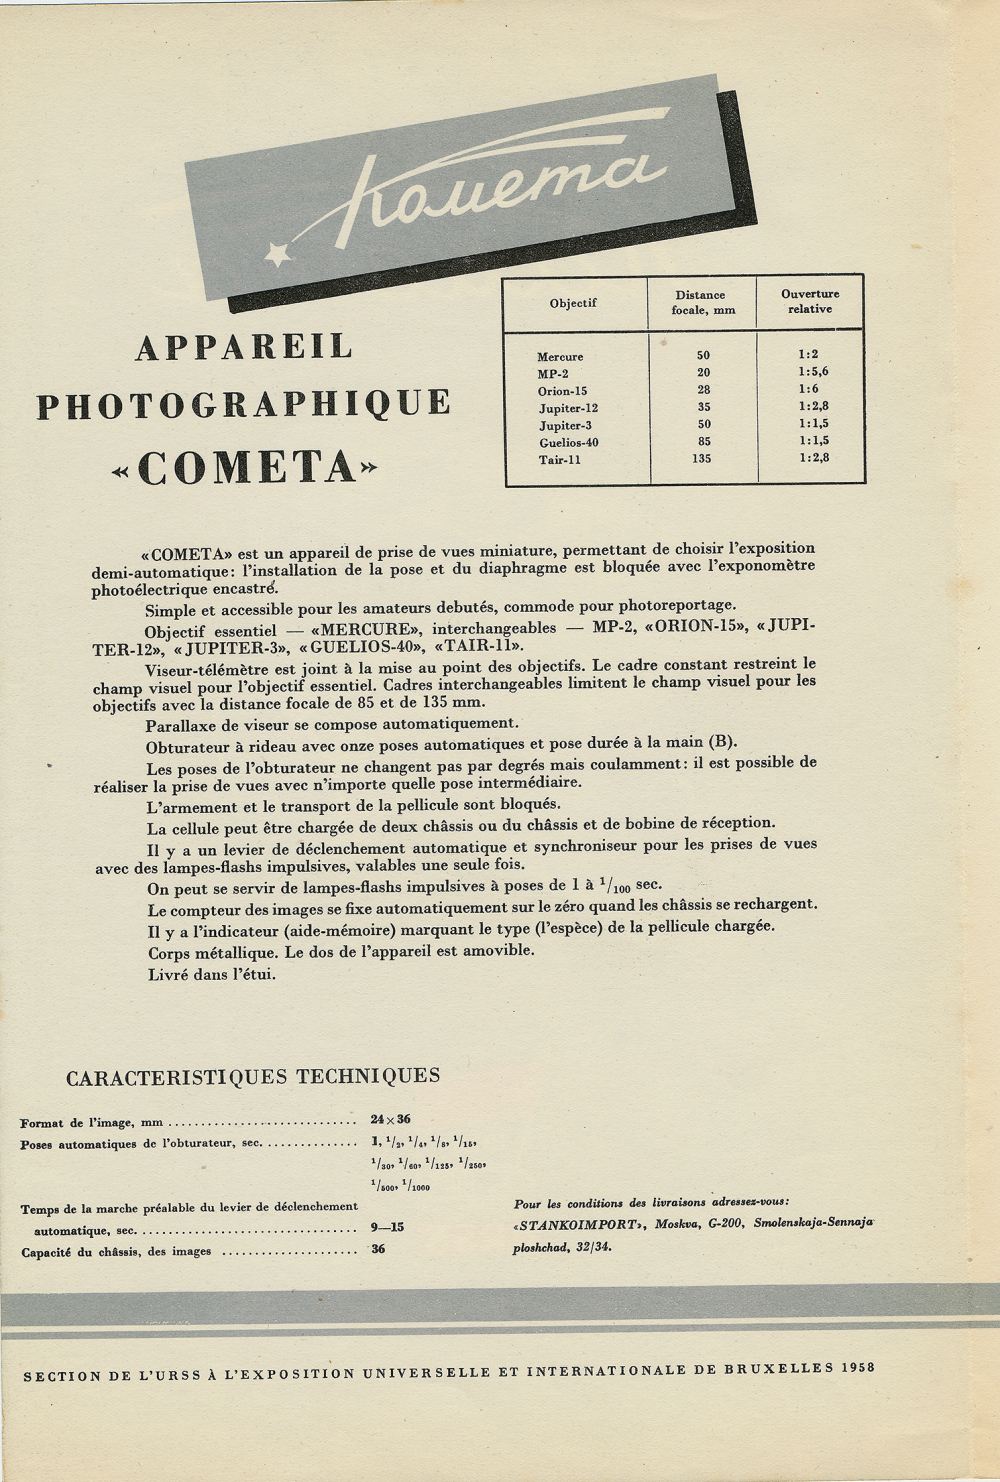 комета
Objectif Distance focale, mm Ouverture relative
Mercure 50 1:2
MP-2 20 1:5,6
Orion-15 28 1:6
Jupiter-12 35 1:2,8
Jupiter-3 50 1:1,5
Guelios-40 85 1:1,5
Tair-11 135 1:2,8
APPAREIL
PHOTOGRAPHIQUE
«COMETA»
«COMETA» est un appareil de prise de vues miniature, permettant de choisir l'exposition
demi-automatique: l'installation de la pose et du diaphragme est bloquée avec l'exponomètre
photoélectrique encastré.
Simple et accessible pour les amateurs debutés, commode pour photoreportage.
Objectif essentiel — «MERCURE», interchangeables — MP-2, «ORION-15», «JUPI-
TER-12», «JUPITER-3», «GUELIOS-40», «TAIR-11».
Viseur-télémètre est joint à la mise au point des objectifs. Le cadre constant restreint le
champ visuel pour l'objectif essentiel. Cadres interchangeables limitent le champ visuel pour les
objectifs avec la distance focale de 85 et de 135 mm.
Parallaxe de viseur se compose automatiquement.
Obturateur à rideau avec onze poses automatiques et pose durée à la main (B).
Les poses de l'obturateur ne changent pas par degrés mais coulamment: il est possible de
réaliser la prise de vues avec n'importe quelle pose intermédiaire.
L'armement et le transport de la pellicule sont bloqués.
La cellule peut être chargée de deux châssis ou du châssis et de bobine de réception.
Il y a un levier de déclenchement automatique et synchroniseur pour les prises de vues
avec des lampes-flashs impulsives, valables une seule fois.
On peut se servir de lampes-flashs impulsives à poses de 1 à 1/100 sec.
Le compteur des images se fixe automatiquement sur le zéro quand les châssis se rechargent.
Il y a l'indicateur (aide-mémoire) marquant le type (l'espèce) de la pellicule chargée.
Corps métallique. Le dos de l'appareil est amovible.
Livré dans l'étui.
CARACTERISTIQUES TECHNIQUES
Format de l'image, mm ............................ 24×36
Poses automatiques de l'obturateur, sec. .............. 1, 1/2, 1/4, 1/8, 1/15,
1/30, 1/60, 1/125, 1/250,
1/500, 1/1000
Temps de la marche préalable du levier de déclenchement
automatique, sec. ................................ 9—15
Capacité du châssis, des images ..................... 36
Pour les conditions des livraisons adressez-vous:
«STANKOIMPORT», Moskva, G-200, Smolenskaja-Sennaja
ploshchad, 32/34.
SECTION DE L'URSS À L'EXPOSITION UNIVERSELLE ET INTERNATIONALE DE BRUXELLES 1958